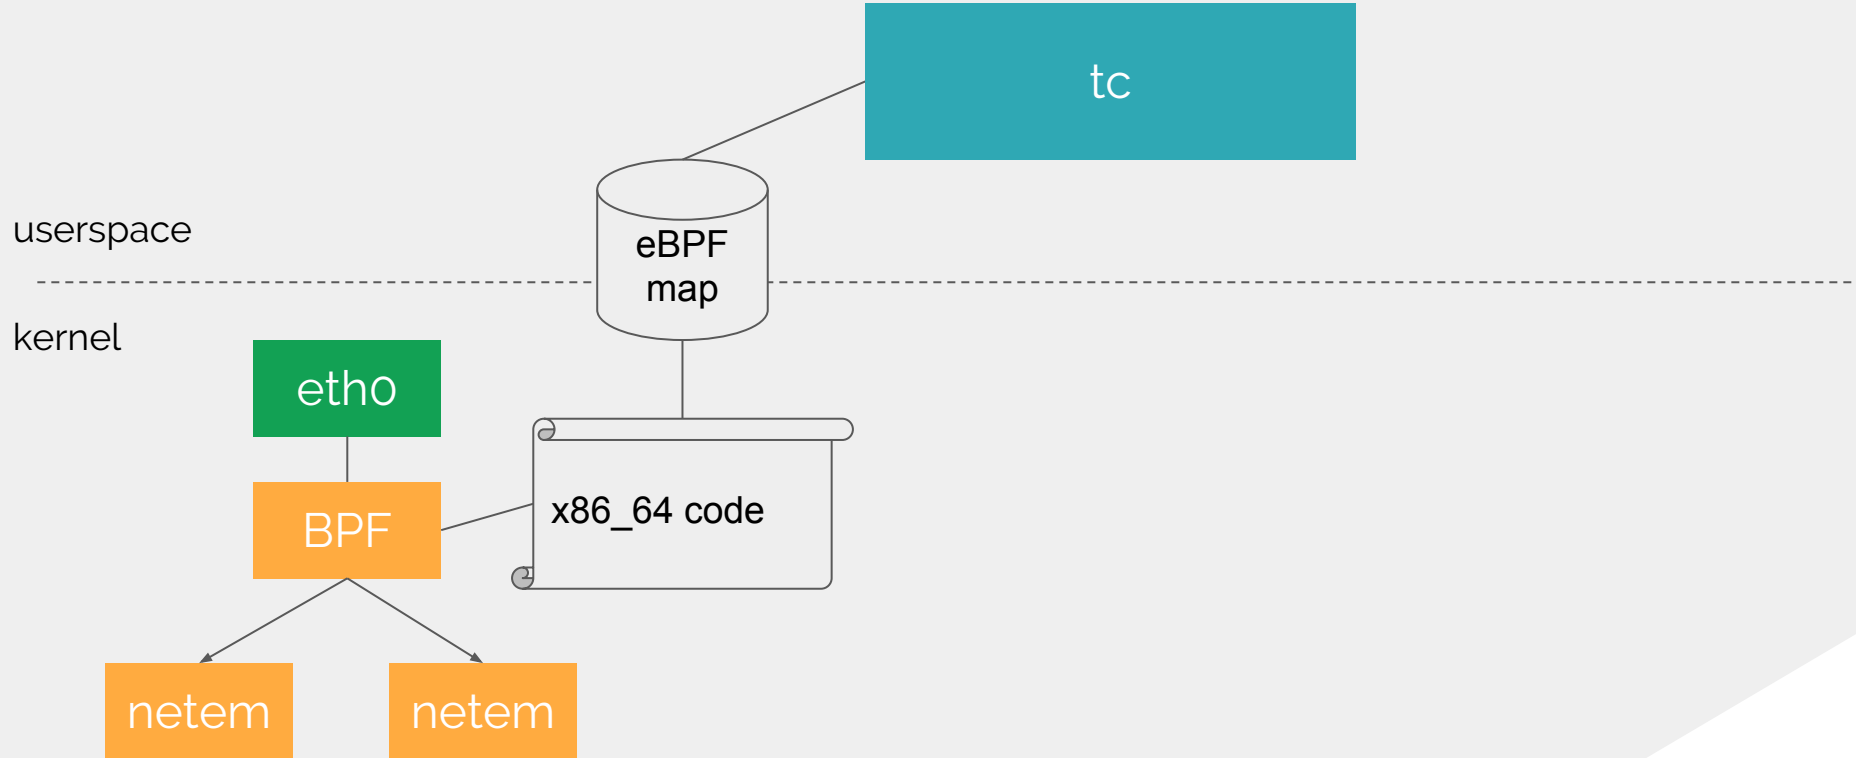 tc
userspace
eBPF
map
kernel
eth0
BPF
x86_64 code
netem
netem